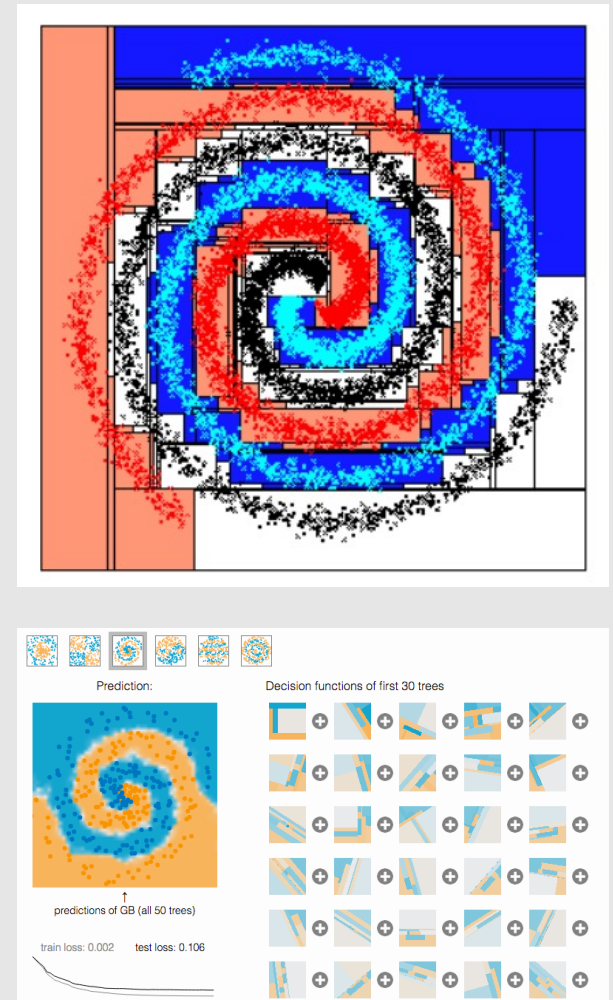 Prediction:
Decision functions of first 30 trees
predictions of GB (all 50 trees)
train loss: 0.002 test loss: 0.106